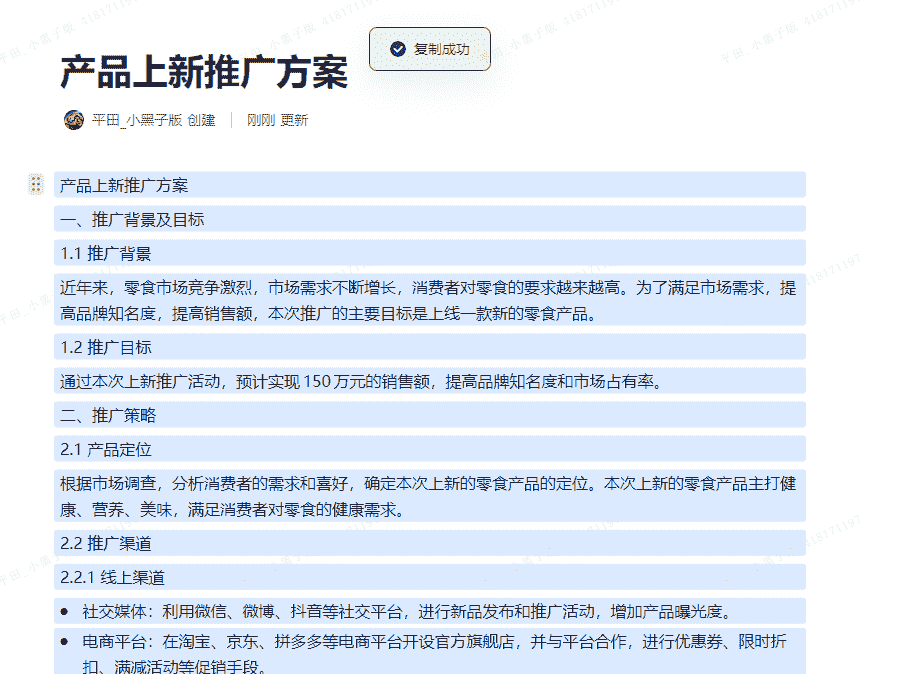 复制成功
产品上新推广方案
平田_小黑子版 创建 刚刚 更新
产品上新推广方案
一、推广背景及目标
1.1 推广背景
近年来，零食市场竞争激烈，市场需求不断增长，消费者对零食的要求越来越高。为了满足市场需求，提
高品牌知名度，提高销售额，本次推广的主要目标是上线一款新的零食产品。
1.2 推广目标
通过本次上新推广活动，预计实现 150 万元的销售额，提高品牌知名度和市场占有率。
二、推广策略
2.1 产品定位
根据市场调查，分析消费者的需求和喜好，确定本次上新的零食产品的定位。本次上新的零食产品主打健
康、营养、美味，满足消费者对零食的健康需求。
2.2 推广渠道
2.2.1 线上渠道
● 社交媒体：利用微信、微博、抖音等社交平台，进行新品发布和推广活动，增加产品曝光度。
● 电商平台：在淘宝、京东、拼多多等电商平台开设官方旗舰店，并与平台合作，进行优惠券、限时折
扣、满减活动等促销手段。